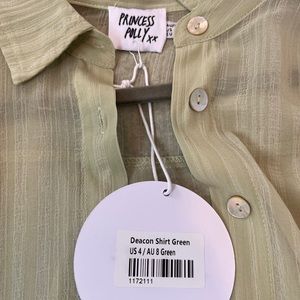 PRINCESS
POLLY xx
Deacon Shirt Green
US 4 / AU 8 Green
1172111